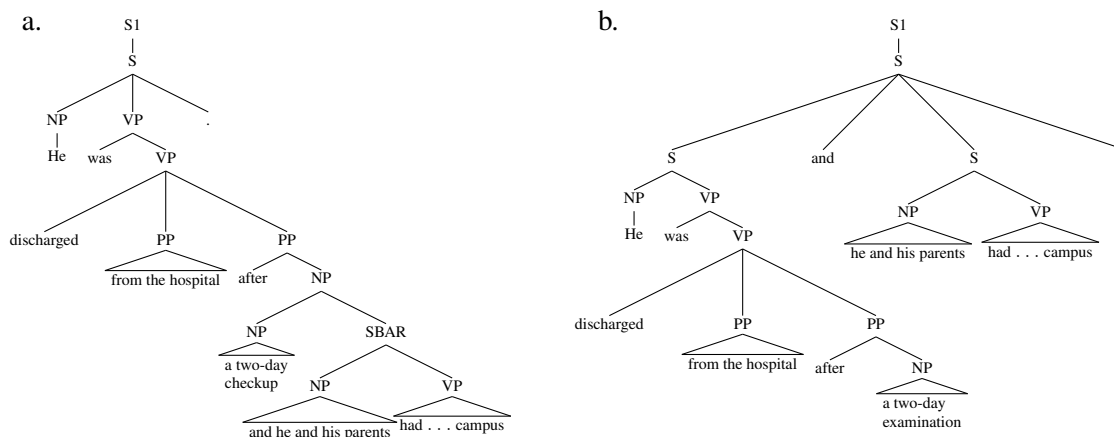 a.
S1
S
NP VP .
He was VP
discharged PP PP
from the hospital after NP
NP SBAR
a two-day
checkup
NP VP
and he and his parents had . . . campus
b.
S1
S
S and S
NP VP NP VP
He was VP he and his parents had . . . campus
discharged PP PP
from the hospital after NP
a two-day
examination